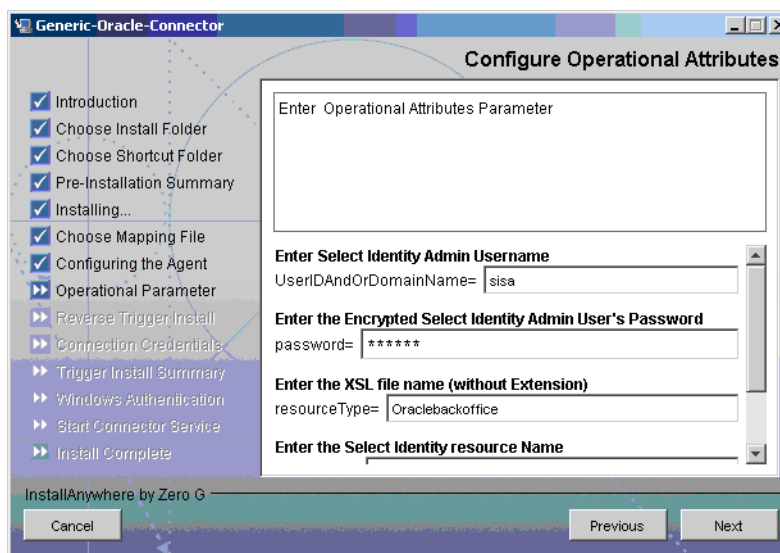 Generic-Oracle-Connector
Configure Operational Attributes
Introduction
Choose Install Folder
Choose Shortcut Folder
Pre-Installation Summary
Installing...
Choose Mapping File
Configuring the Agent
Operational Parameter
Reverse Trigger Install
Connection Credentials
Trigger Install Summary
Windows Authentication
Start Connector Service
Install Complete
Enter Operational Attributes Parameter
Enter Select Identity Admin Username
UserIDAndOrDomainName= sisa
Enter the Encrypted Select Identity Admin User's Password
password= ******
Enter the XSL file name (without Extension)
resourceType= Oraclebackoffice
Enter the Select Identity resource Name
InstallAnywhere by Zero G
Cancel
Previous
Next